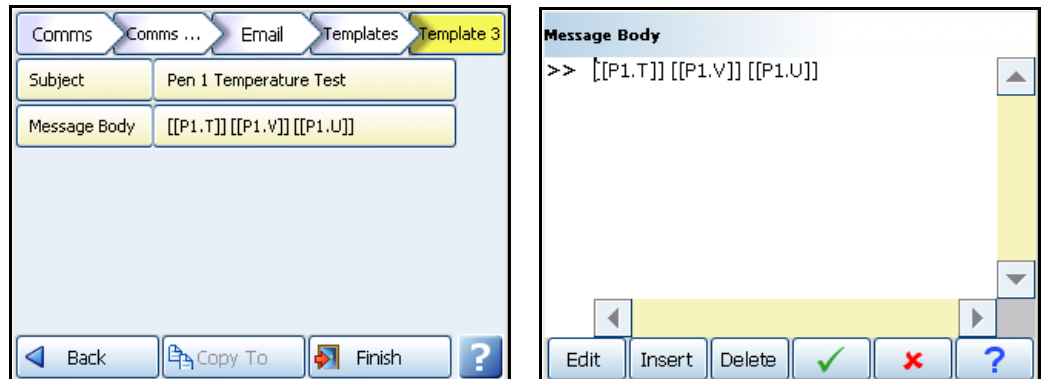 Comms Comms ... Email Templates Template 3
Subject Pen 1 Temperature Test
Message Body [[P1.T]] [[P1.V]] [[P1.U]]
Back Copy To Finish ?
Message Body
>> [[P1.T]] [[P1.V]] [[P1.U]]
Edit Insert Delete ?